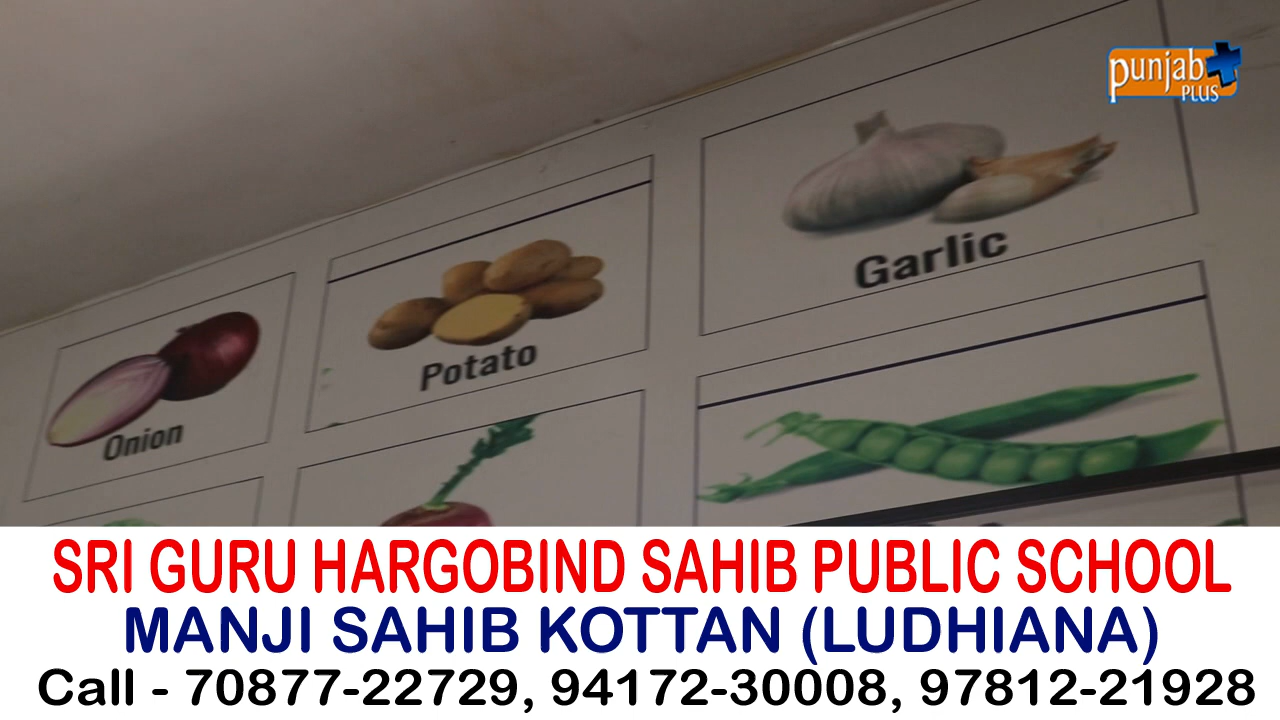 punjab
PLUS
Garlic
Potato
Onion
SRI GURU HARGOBIND SAHIB PUBLIC SCHOOL
MANJI SAHIB KOTTAN (LUDHIANA)
Call - 70877-22729, 94172-30008, 97812-21928